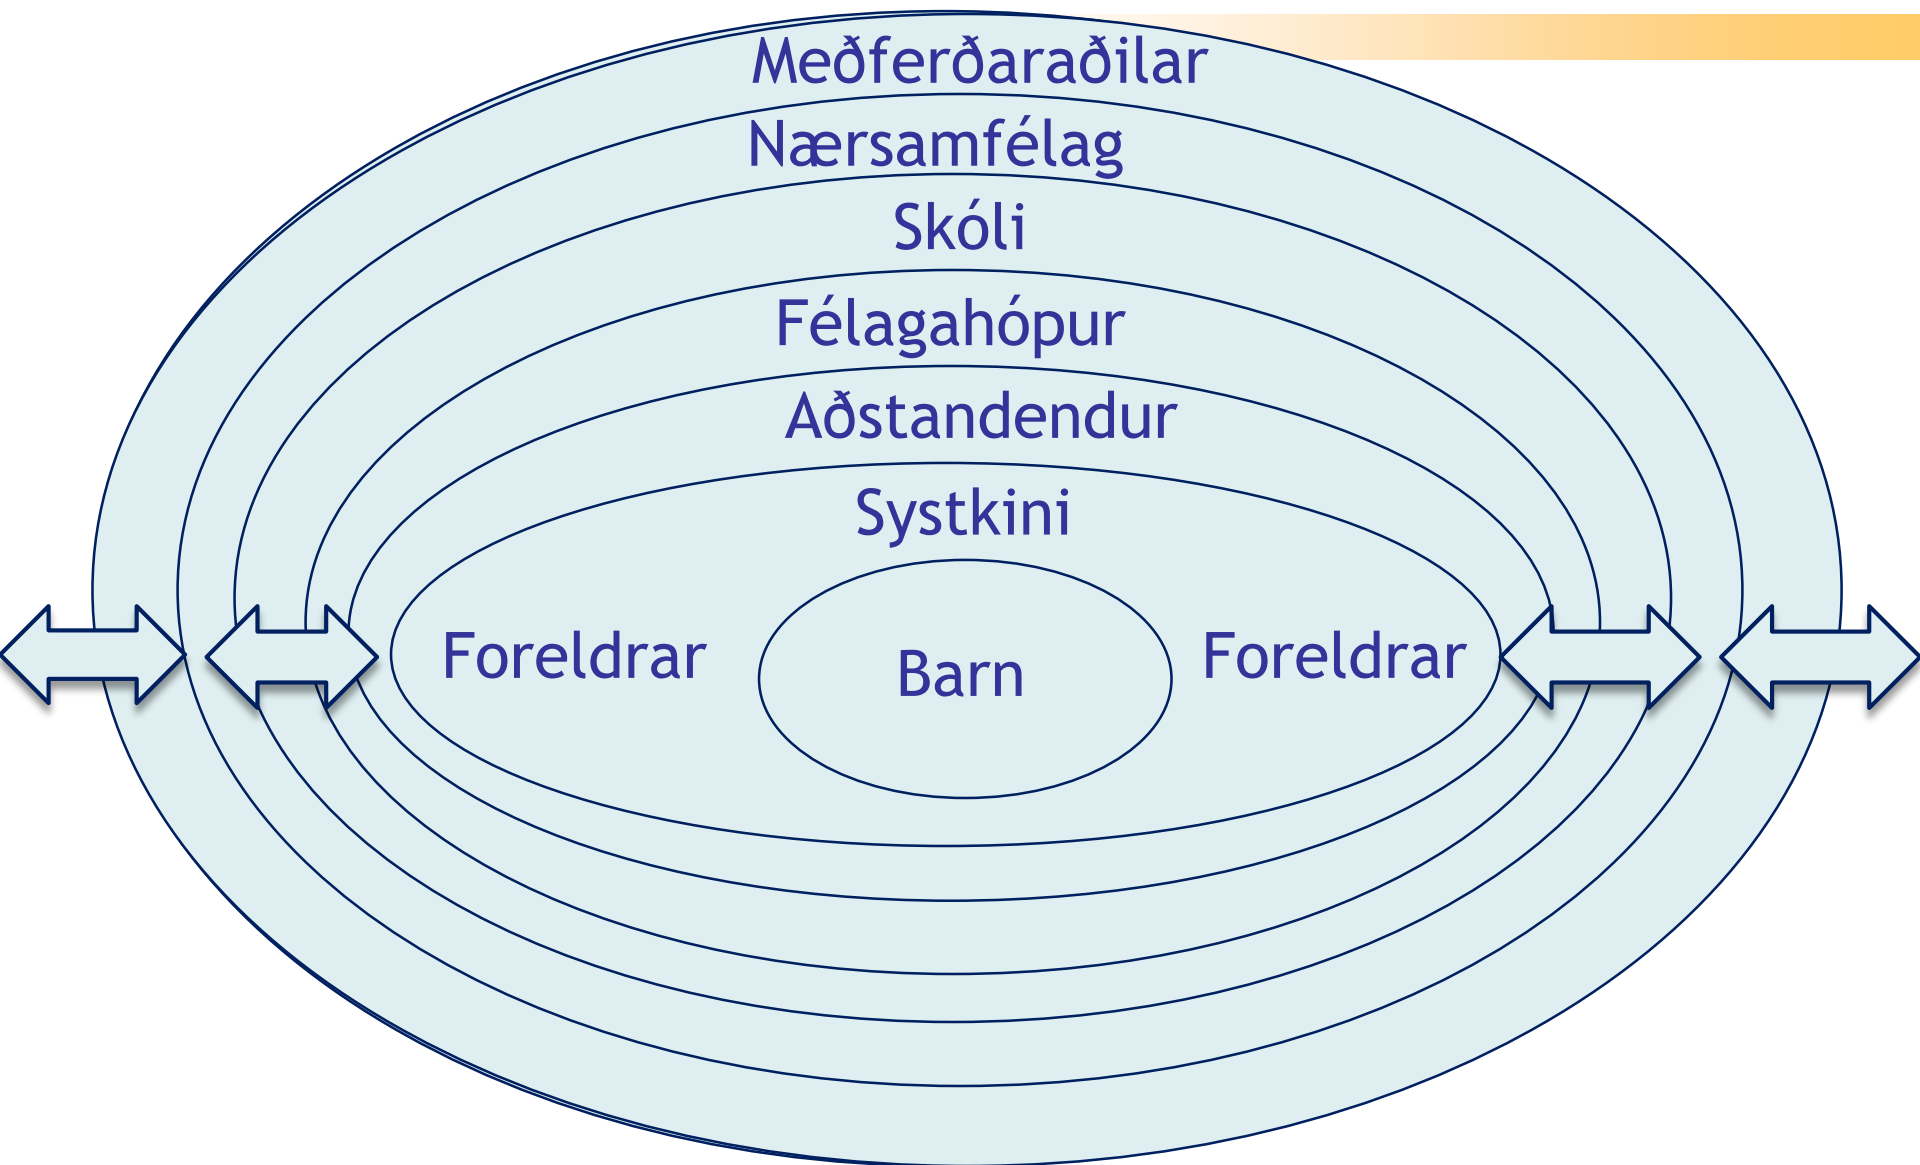 Meðferðaraðilar
Nærsamfélag
Skóli
Félagahópur
Aðstandendur
Systkini
Foreldrar Barn Foreldrar